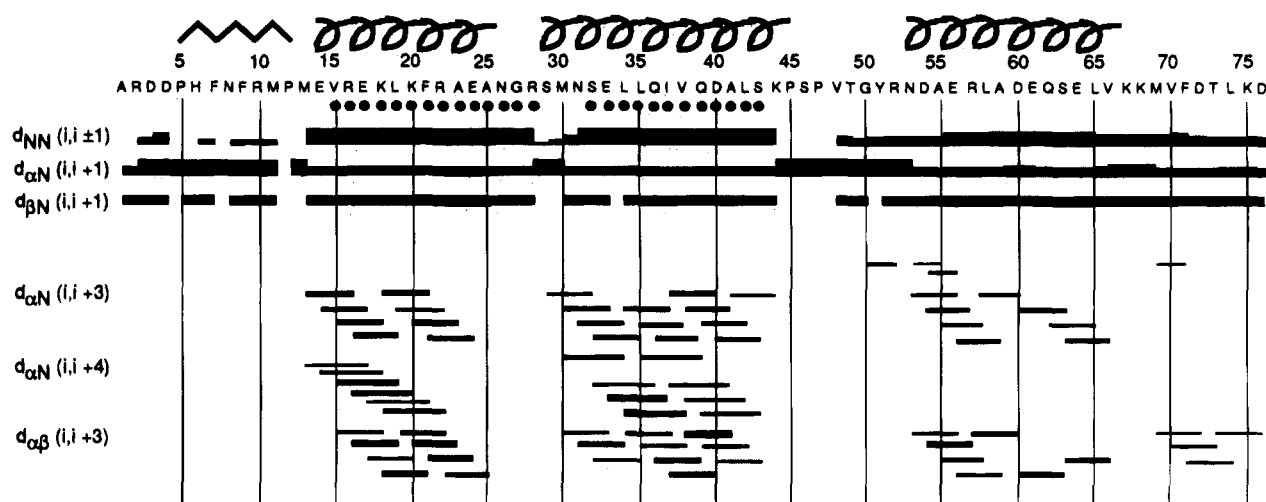 5 10 15 20 25 30 35 40 45 50 55 60 65 70 75
ARDDPHFNFRMPMEVREKLKFRAEANGRSMNSELLQIVQDALSKPSPVTGYRNDAERLADEQSELVKKMVFDTLKD
dNN (i,i ±1)
dαN (i,i +1)
dβN (i,i +1)
dαN (i,i +3)
dαN (i,i +4)
dαβ (i,i +3)